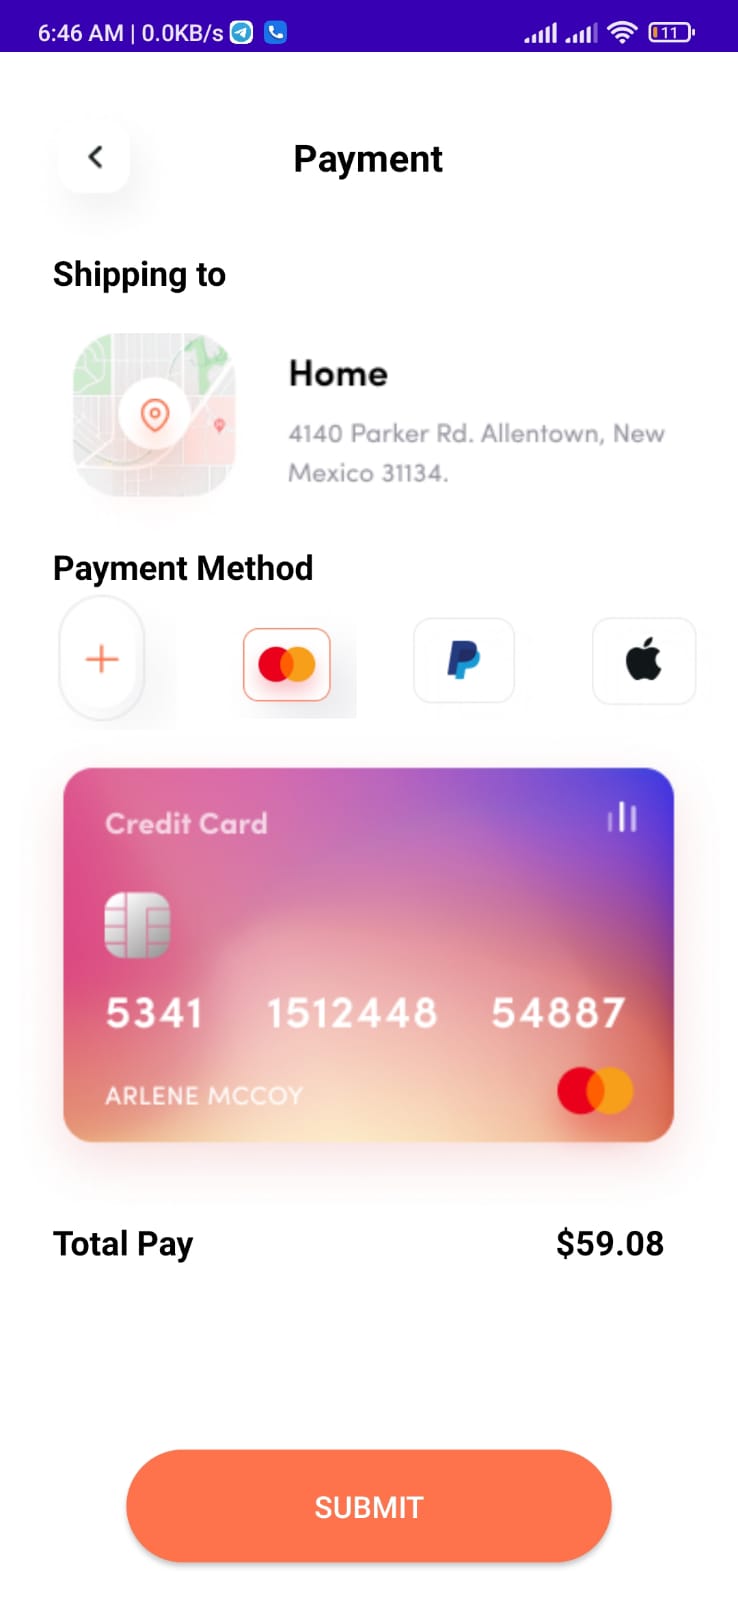 6:46 AM | 0.0KB/s 11
Payment
Shipping to
Home
4140 Parker Rd. Allentown, New
Mexico 31134.
Payment Method
Credit Card
5341 1512448 54887
ARLENE MCCOY
Total Pay $59.08
SUBMIT